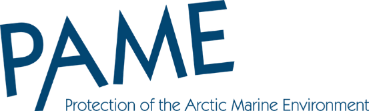 PAME
Protection of the Arctic Marine Environment